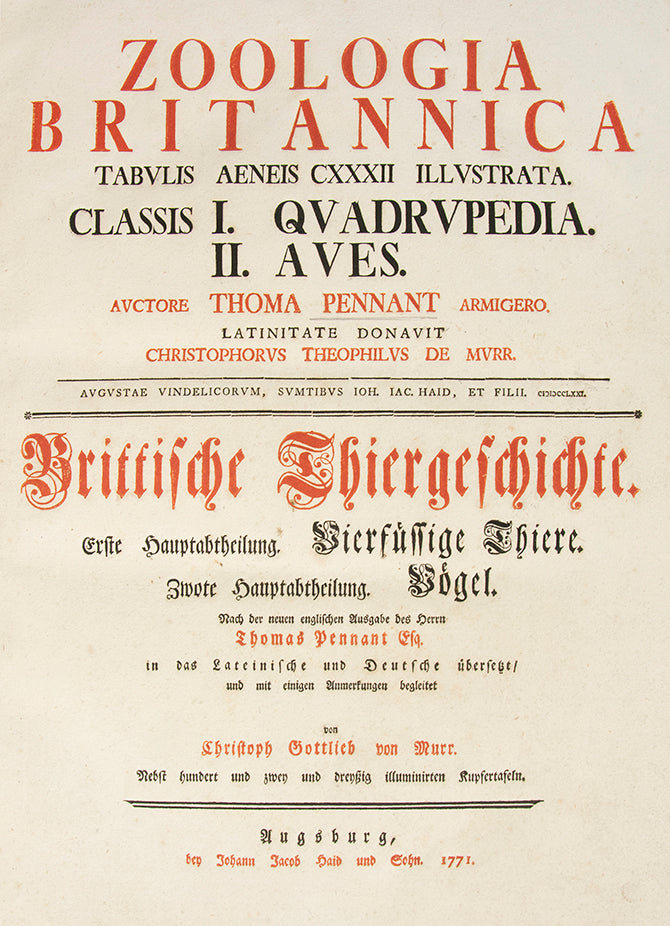 ZOOLOGIA
BRITANNICA
TABVLIS AENEIS CXXXII ILLVSTRATA.
CLASSIS I. QVADRVPEDIA.
II. AVES.
AVCTORE THOMA PENNANT ARMIGERO.
LATINITATE DONAVIT
CHRISTOPHORVS THEOPHILVS DE MVRR.
AVGVSTAE VINDELICORVM, SVMTIBVS IOH. IAC. HAID, ET FILII. CIƆIƆCCLXXI.
Brittiſche Thiergeſchichte.
Erſte Hauptabtheilung. Vierfüſſige Thiere.
Zwote Hauptabtheilung. Vögel.
Nach der neuen engliſchen Ausgabe des Herrn
Thomas Pennant Eſq.
in das Lateiniſche und Deutſche überſetzt/
und mit einigen Anmerkungen begleitet
von
Chriſtoph Gottlieb von Murr.
Nebſt hundert und zwey und dreyßig illuminirten Kupfertafeln.
Augsburg,
bey Johann Jacob Haid und Sohn. 1771.